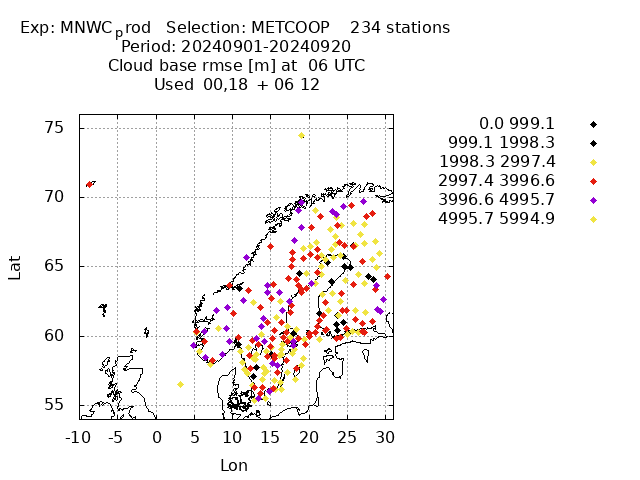 Exp: MNWCprod Selection: METCOOP 234 stations
Period: 20240901-20240920
Cloud base rmse [m] at 06 UTC
Used 00,18 + 06 12
0.0 999.1
999.1 1998.3
1998.3 2997.4
2997.4 3996.6
3996.6 4995.7
4995.7 5994.9
75
70
65
60
55
Lat
-10 -5 0 5 10 15 20 25 30
Lon